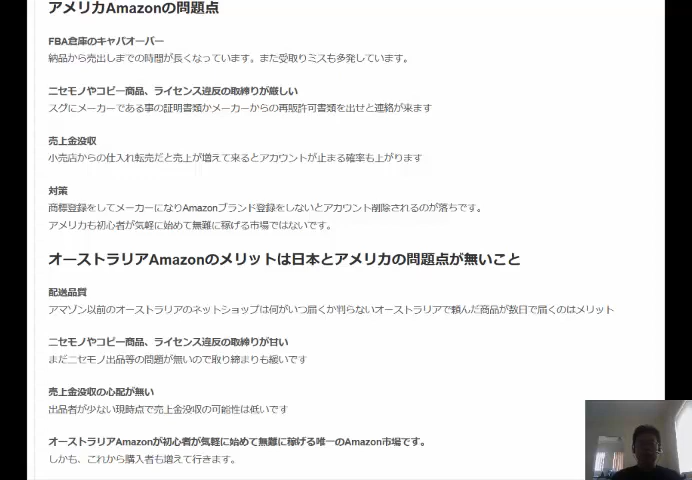 アメリカAmazonの問題点
FBA倉庫のキャパオーバー
納品から売出しまでの時間が長くなっています。また受取りミスも多発しています。
ニセモノやコピー商品、ライセンス違反の取締りが厳しい
スグにメーカーである事の証明書類かメーカーからの再販許可書類を出せと連絡が来ます
売上金没収
小売店からの仕入れ転売だと売上が増えて来るとアカウントが止まる確率も上がります
対策
商標登録をしてメーカーになりAmazonブランド登録をしないとアカウント削除されるのが落ちです。
アメリカも初心者が気軽に始めて無難に稼げる市場ではないです。
オーストラリアAmazonのメリットは日本とアメリカの問題点が無いこと
配送品質
アマゾン以前のオーストラリアのネットショップは何がいつ届くか判らないオーストラリアで頼んだ商品が数日で届くのはメリット
ニセモノやコピー商品、ライセンス違反の取締りが甘い
まだニセモノ出品等の問題が無いので取り締まりも緩いです
売上金没収の心配が無い
出品者が少ない現時点で売上金没収の可能性は低いです
オーストラリアAmazonが初心者が気軽に始めて無難に稼げる唯一のAmazon市場です。
しかも、これから購入者も増えて行きます。